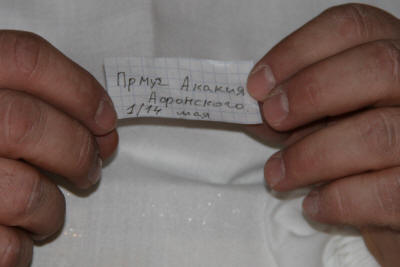 Прмуч Акакия
Афонского
1/14 мая